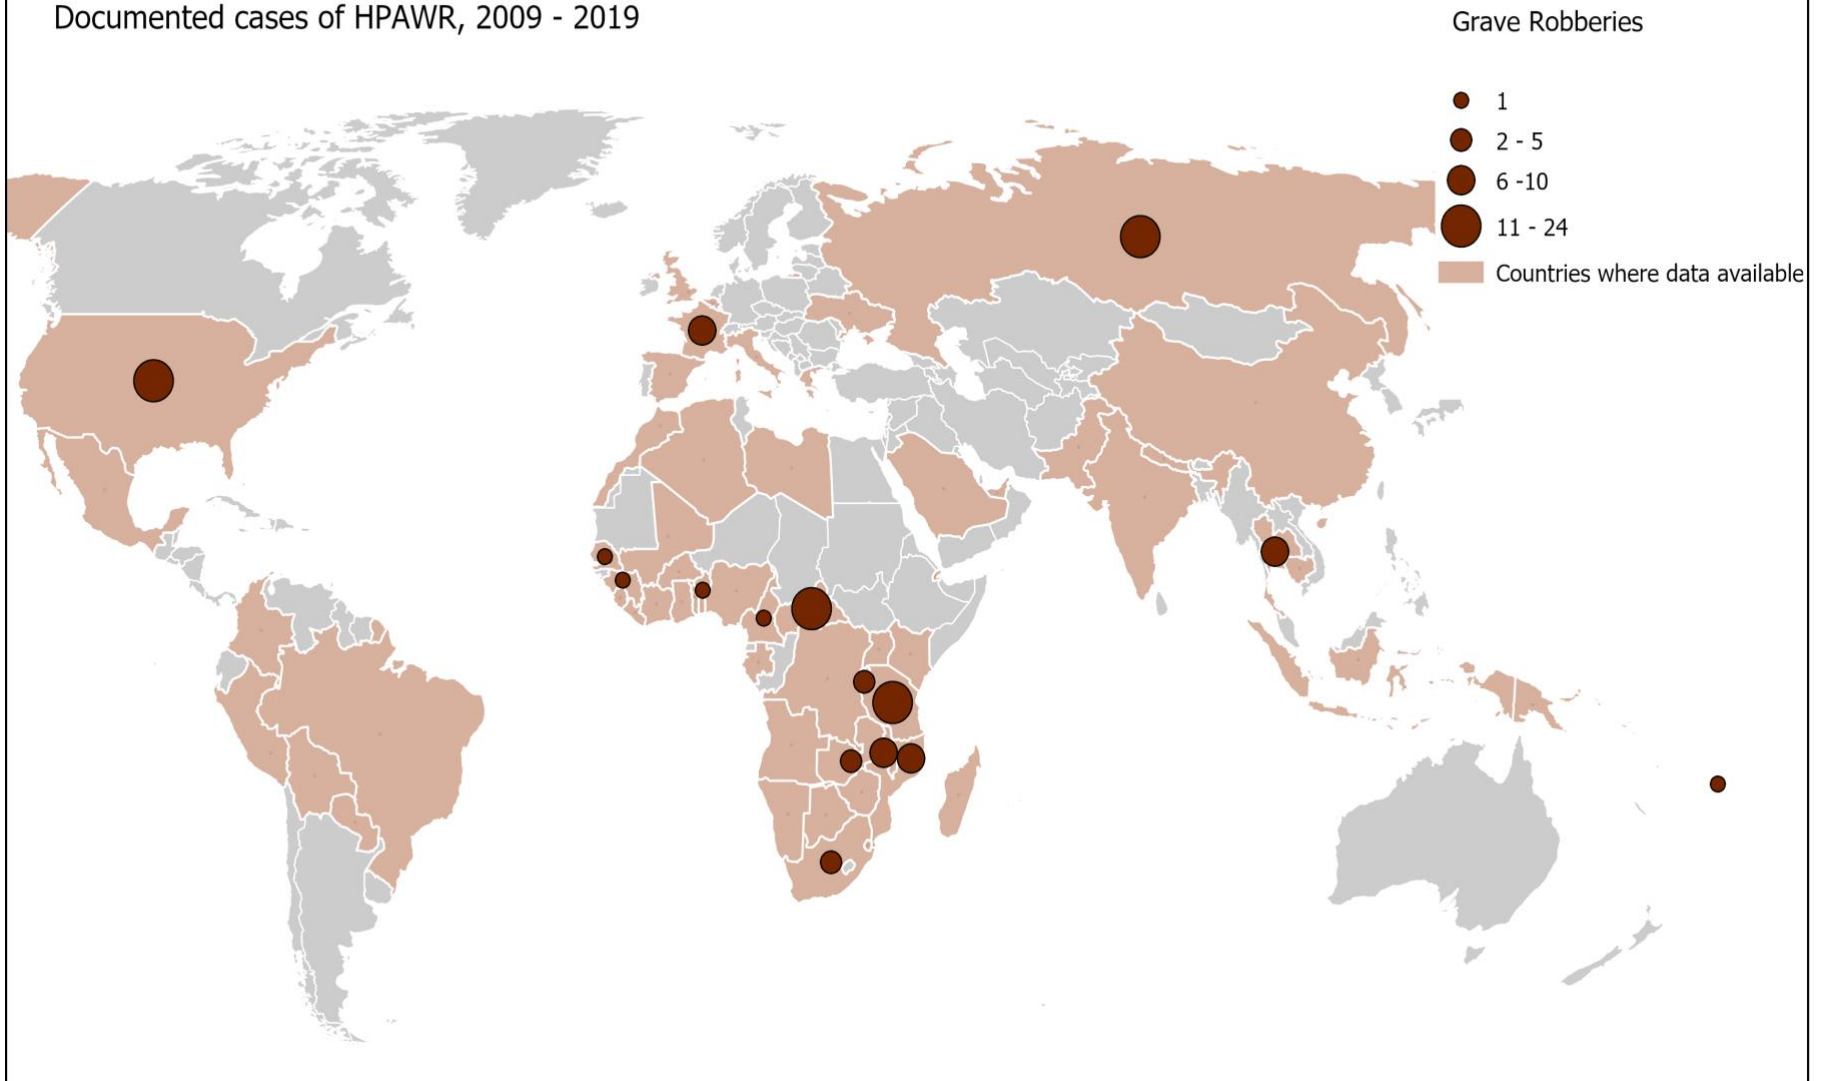 Documented cases of HPAWR, 2009 - 2019
Grave Robberies
1
2 - 5
6 -10
11 - 24
Countries where data available